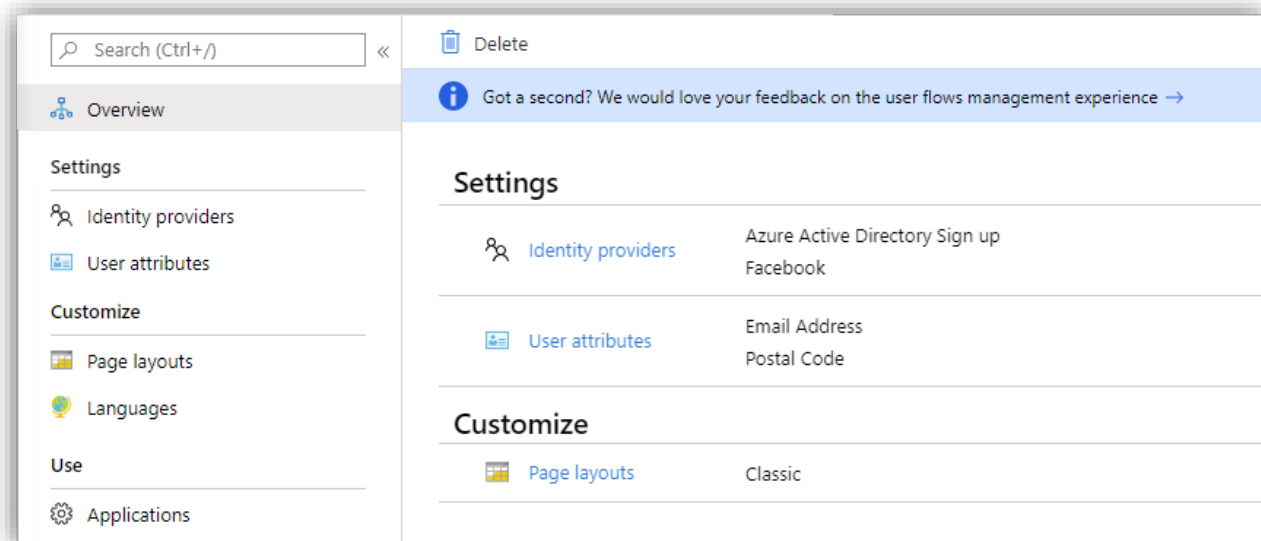 Search (Ctrl+/)
«
Overview
Settings
Identity providers
User attributes
Customize
Page layouts
Languages
Use
Applications
Delete
Got a second? We would love your feedback on the user flows management experience →
Settings
Identity providers
Azure Active Directory Sign up
Facebook
User attributes
Email Address
Postal Code
Customize
Page layouts
Classic